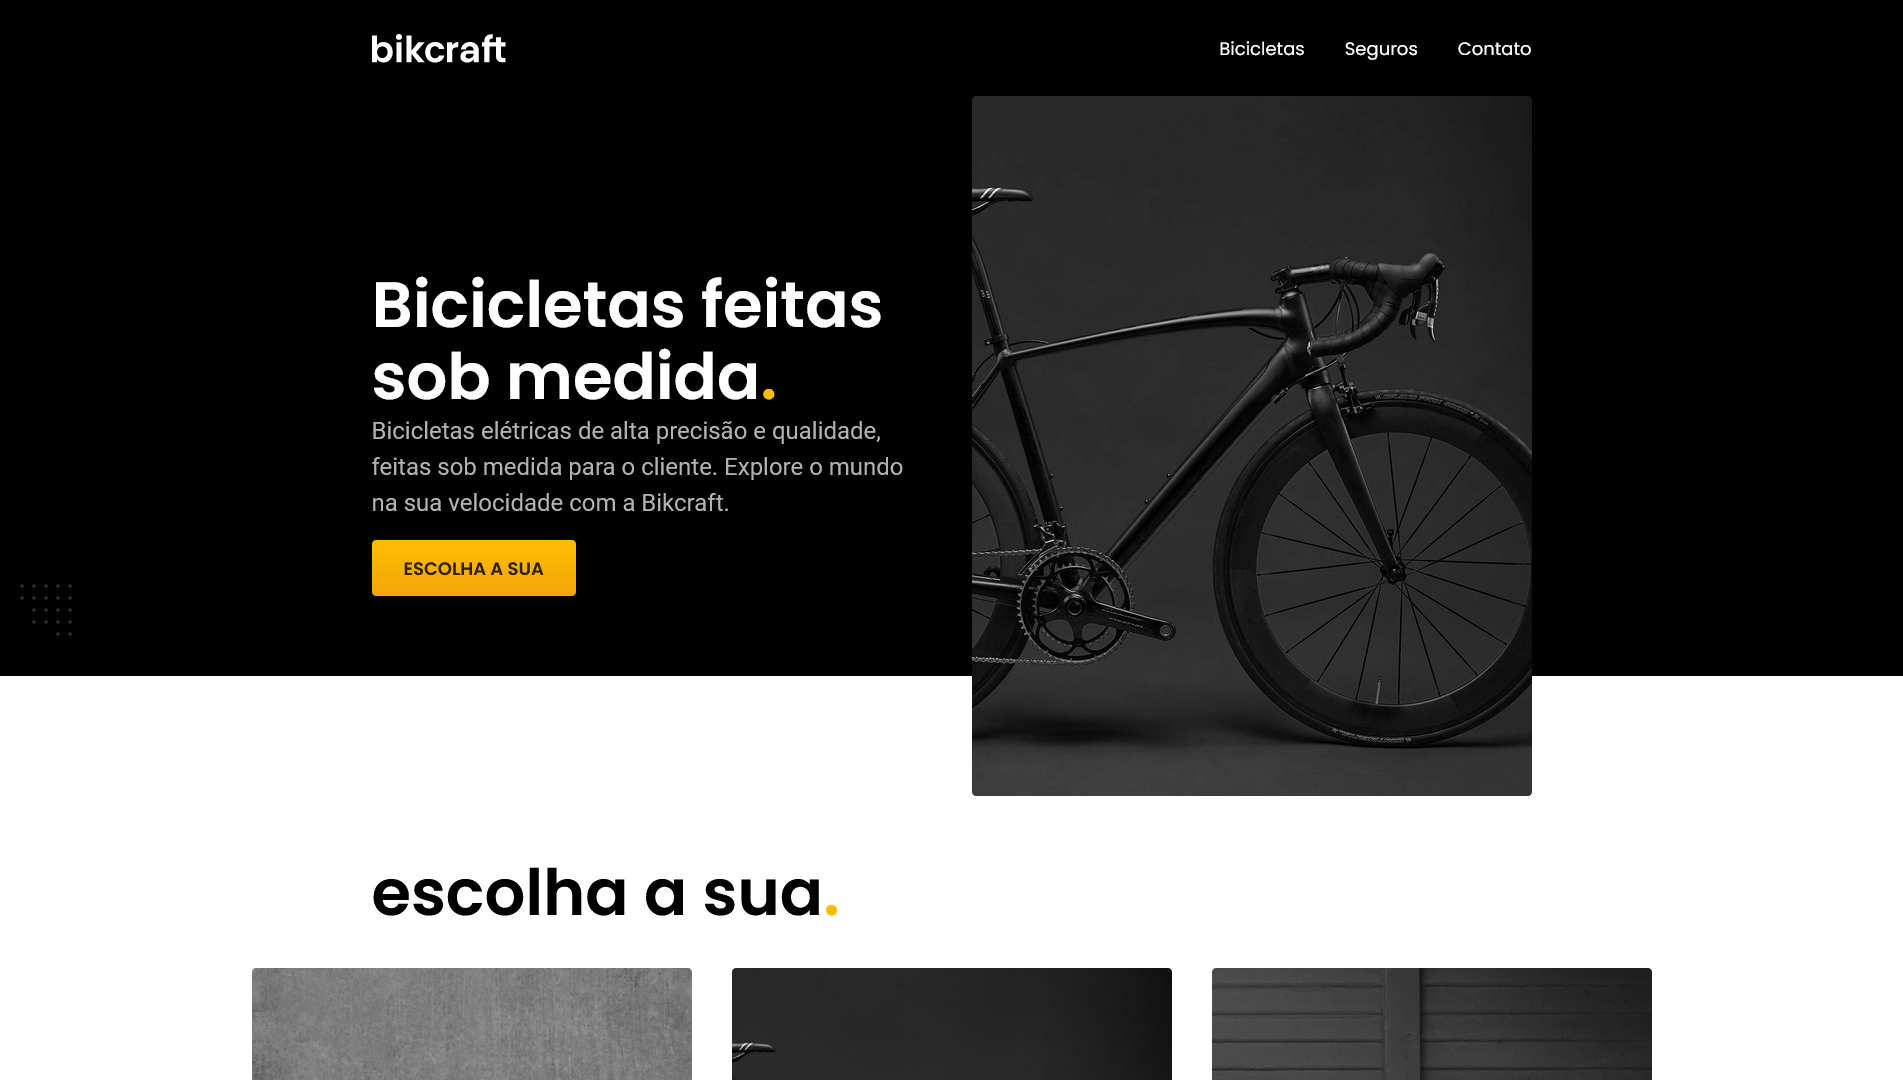 bikcraft
Bicicletas
Seguros
Contato
Bicicletas feitas
sob medida.
Bicicletas elétricas de alta precisão e qualidade,
feitas sob medida para o cliente. Explore o mundo
na sua velocidade com a Bikcraft.
ESCOLHA A SUA
escolha a sua.